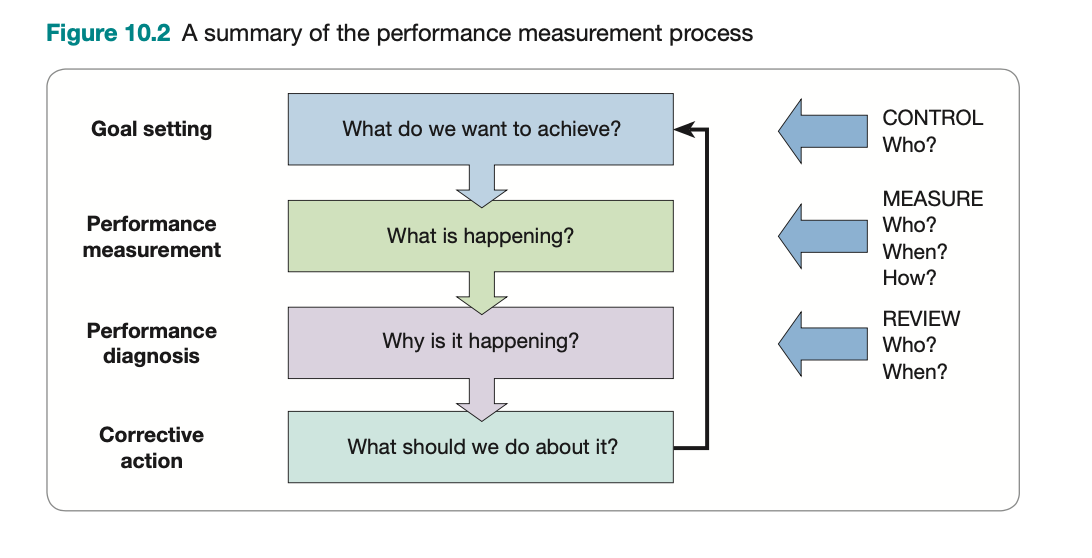 Figure 10.2 A summary of the performance measurement process
Goal setting
What do we want to achieve?
CONTROL
Who?
Performance
measurement
What is happening?
MEASURE
Who?
When?
How?
Performance
diagnosis
Why is it happening?
REVIEW
Who?
When?
Corrective
action
What should we do about it?